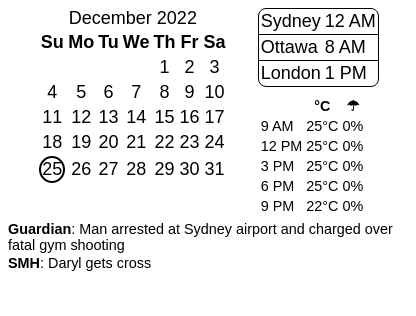 December 2022
Su Mo Tu We Th Fr Sa
1 2 3
4 5 6 7 8 9 10
11 12 13 14 15 16 17
18 19 20 21 22 23 24
25 26 27 28 29 30 31
Sydney 12 AM
Ottawa 8 AM
London 1 PM
°C ☂
9 AM 25°C 0%
12 PM 25°C 0%
3 PM 25°C 0%
6 PM 25°C 0%
9 PM 22°C 0%
Guardian: Man arrested at Sydney airport and charged over
fatal gym shooting
SMH: Daryl gets cross